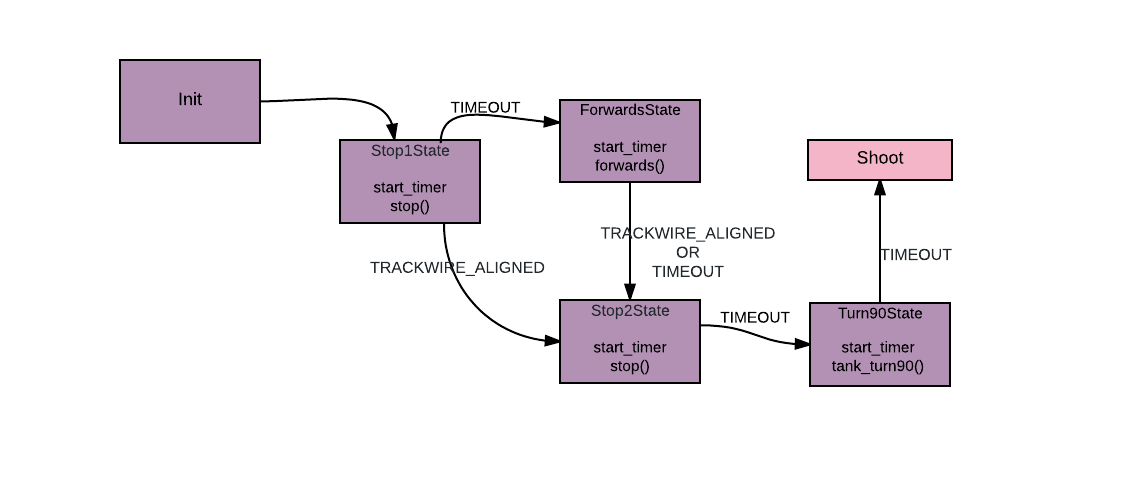 Init
Stop1State
start_timer
stop()
TIMEOUT
ForwardsState
start_timer
forwards()
TRACKWIRE_ALIGNED
TRACKWIRE_ALIGNED
OR
TIMEOUT
Stop2State
start_timer
stop()
TIMEOUT
Turn90State
start_timer
tank_turn90()
TIMEOUT
Shoot